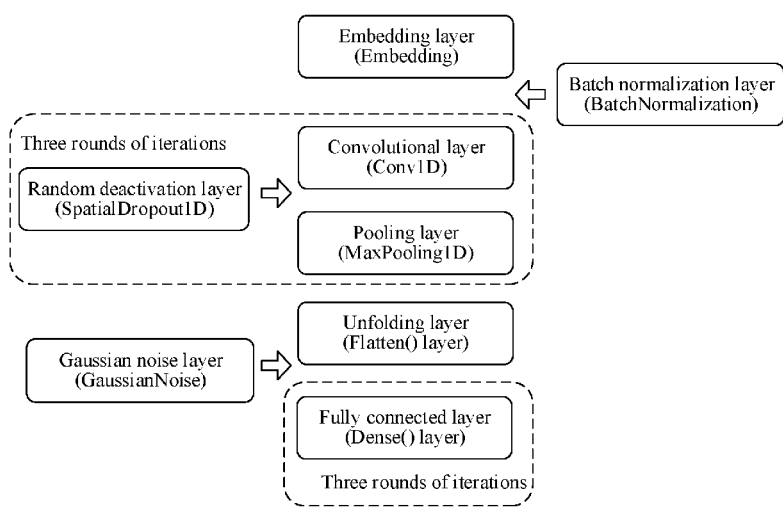 Embedding layer
(Embedding)
Batch normalization layer
(BatchNormalization)
Three rounds of iterations
Convolutional layer
(Conv1D)
Random deactivation layer
(SpatialDropout1D)
Pooling layer
(MaxPooling1D)
Unfolding layer
(Flatten() layer)
Gaussian noise layer
(GaussianNoise)
Fully connected layer
(Dense() layer)
Three rounds of iterations